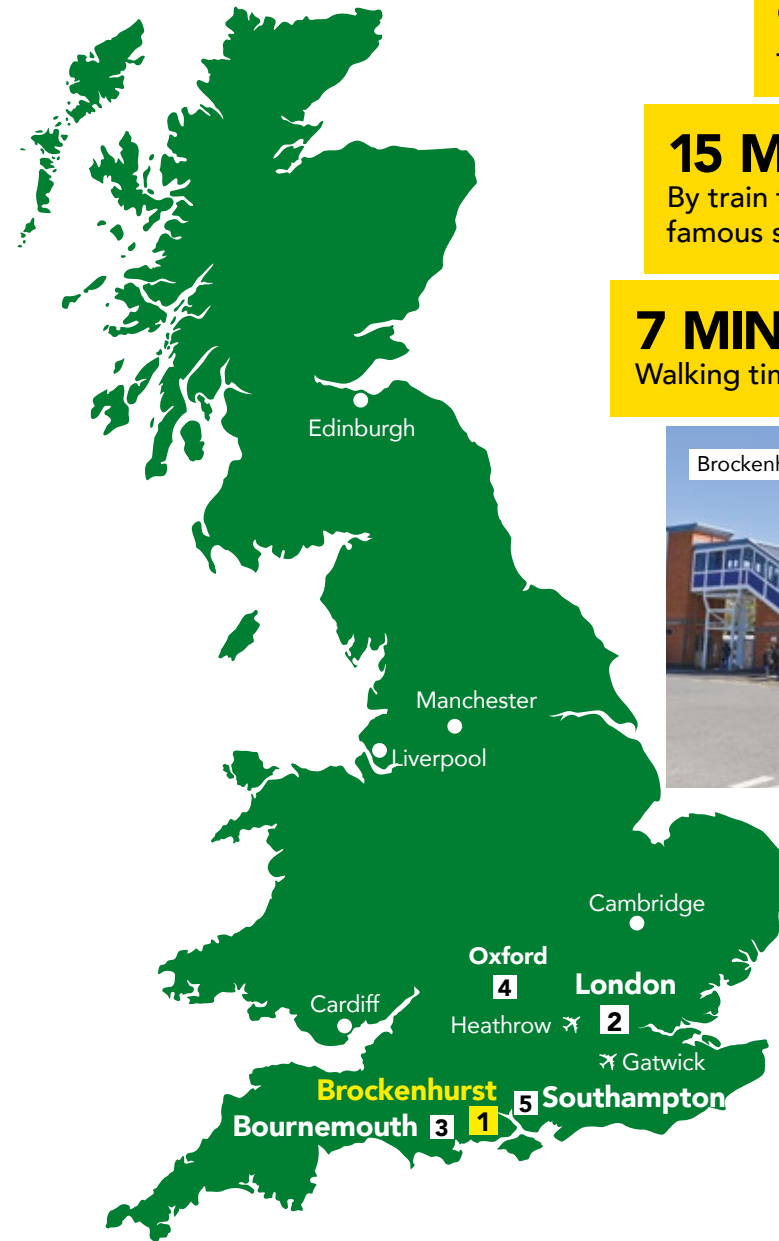 15 M
By train
famous s
7 MIN
Walking tim
Brockenh
Edinburgh
Manchester
Liverpool
Cambridge
Oxford
4
London
2
Cardiff
Heathrow
Gatwick
Brockenhurst
1
5
Southampton
Bournemouth
3